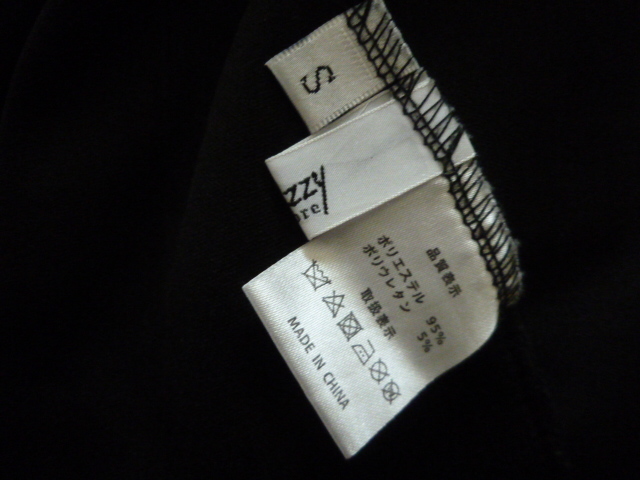 S
zzy
品質表示
ポリエステル 95%
ポリウレタン 5%
取扱表示
MADE IN CHINA